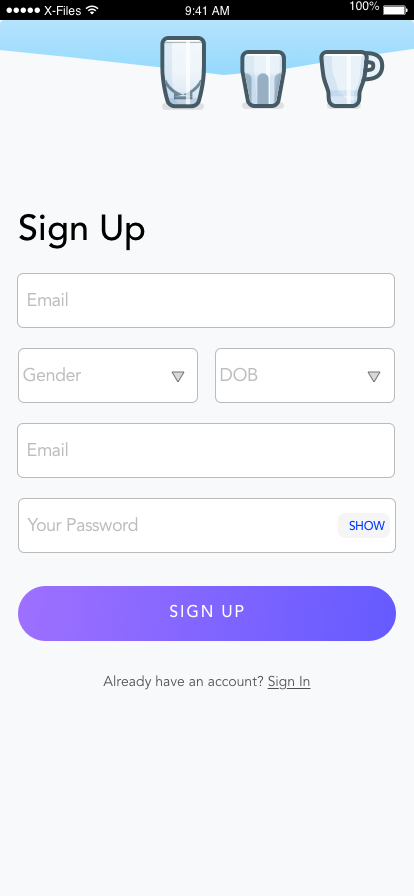 X-Files 9:41 AM 100%
Sign Up
Email
Gender DOB
Email
Your Password SHOW
SIGN UP
Already have an account? Sign In